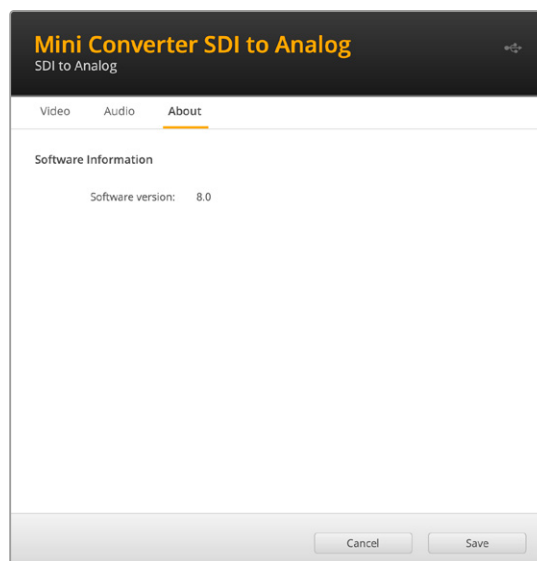 Mini Converter SDI to Analog
SDI to Analog
Video Audio About
Software Information
Software version: 8.0
Cancel Save